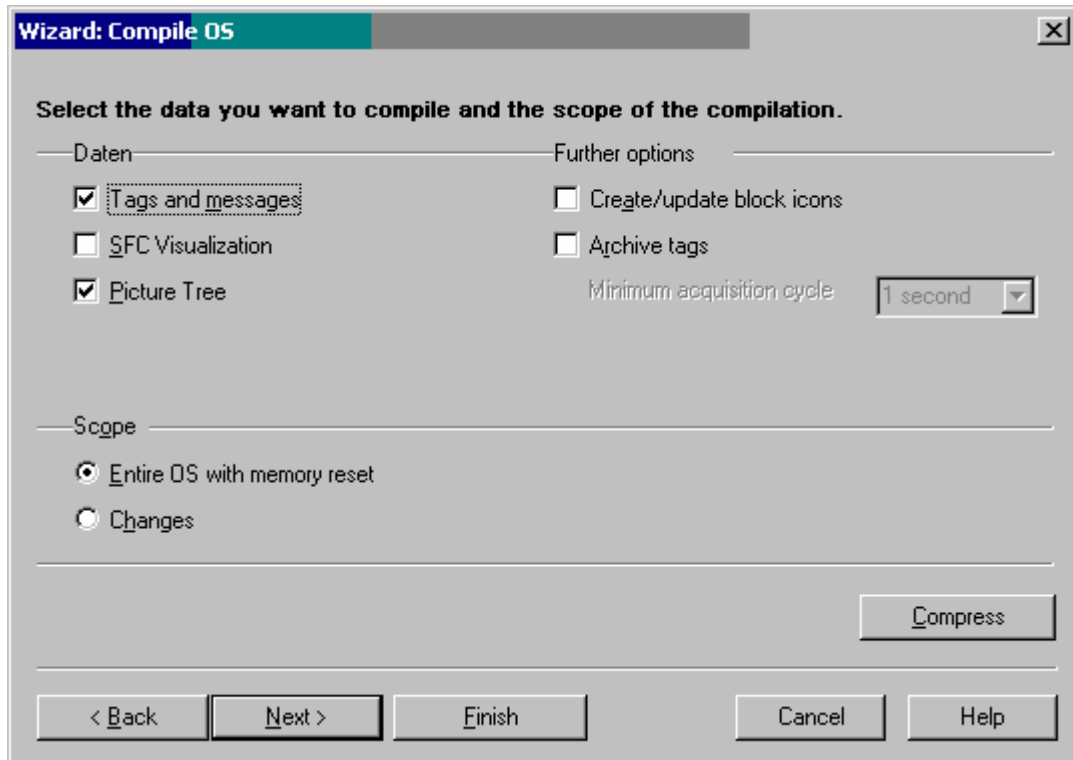 Wizard: Compile OS
Select the data you want to compile and the scope of the compilation.
Daten
Further options
Tags and messages
Create/update block icons
SFC Visualization
Archive tags
Picture Tree
Minimum acquisition cycle
1 second
Scope
Entire OS with memory reset
Changes
Compress
< Back
Next >
Finish
Cancel
Help